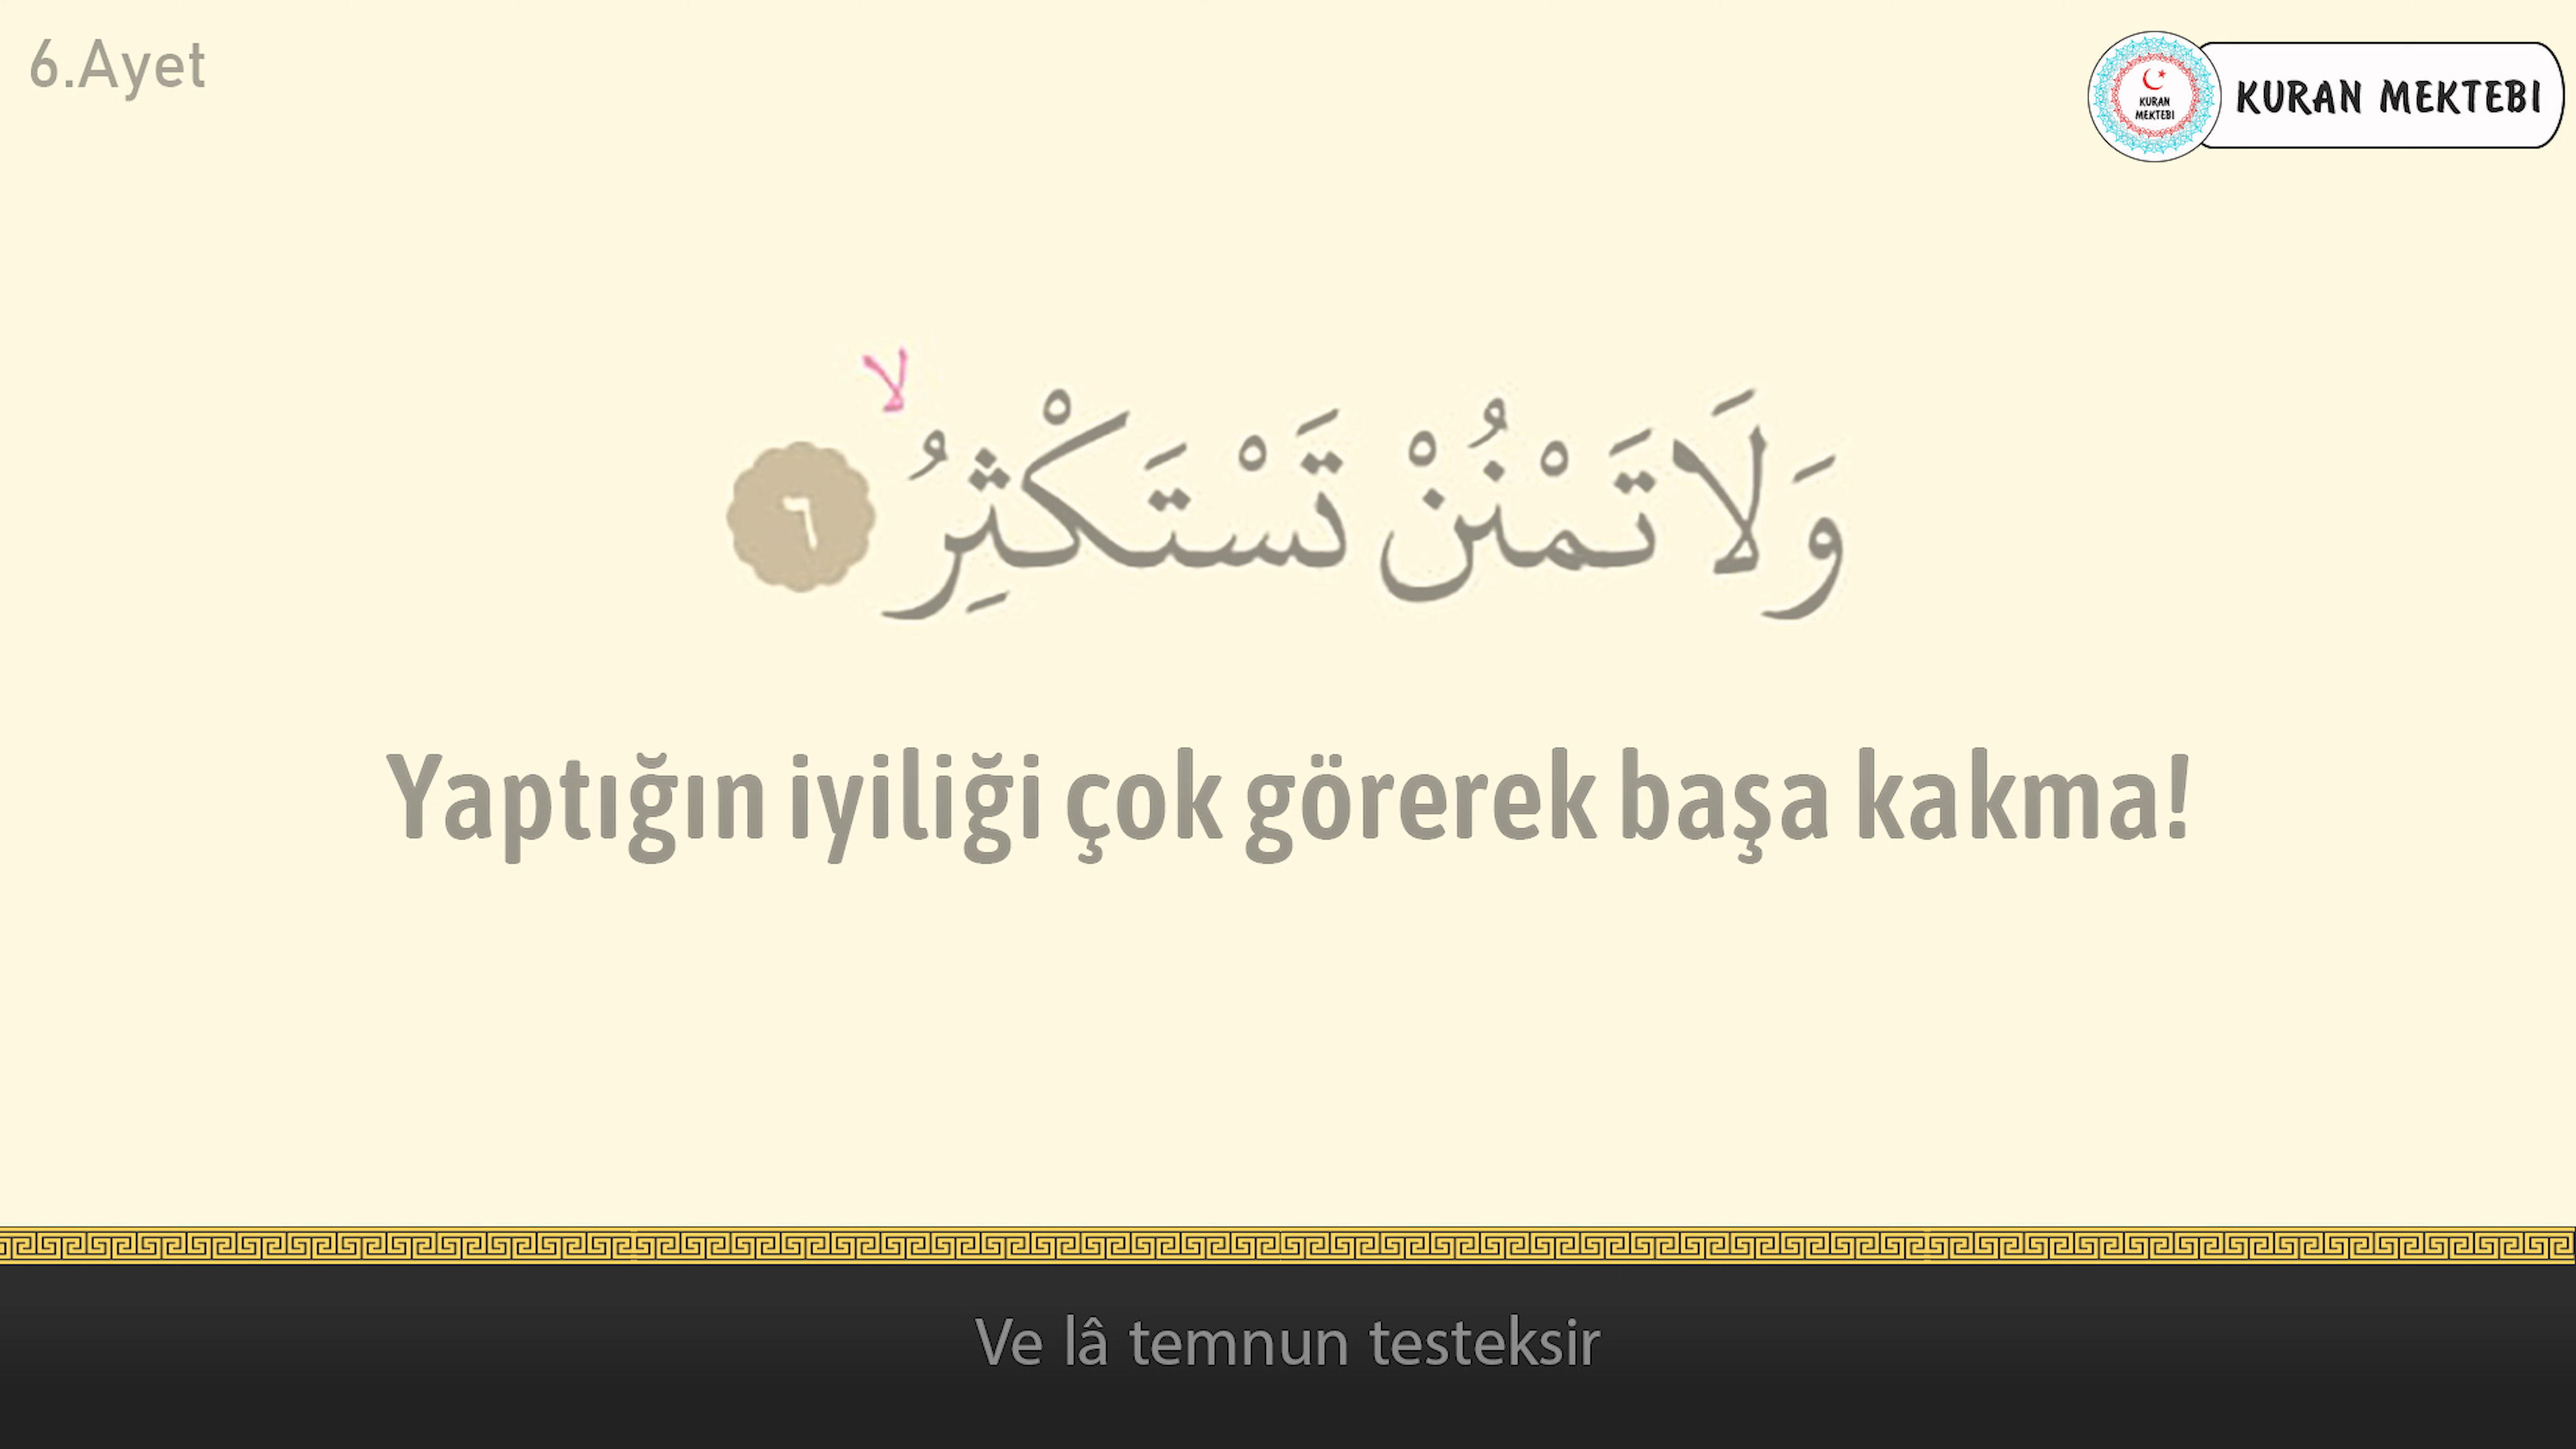 6.Ayet
KURAN
MEKTEBI
KURAN MEKTEBI
لا
وَلَا تَمْنُنْ تَسْتَكْثِرُ ٦
Yaptığın iyiliği çok görerek başa kakma!
Ve lâ temnun testeksir